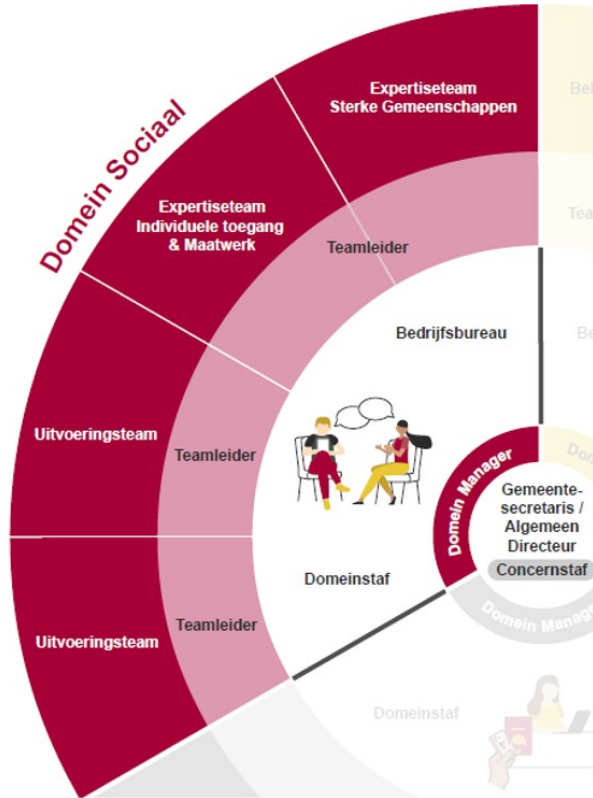 Domein Sociaal
Expertiseteam
Sterke Gemeenschappen
Expertiseteam
Individuele toegang
& Maatwerk
Teamleider
Bedrijfsbureau
Uitvoeringsteam
Teamleider
Domein Manager
Gemeente-
secretaris /
Algemeen
Directeur
Concernstaf
Domeinstaf
Uitvoeringsteam
Teamleider
Domein Manager
Domeinstaf